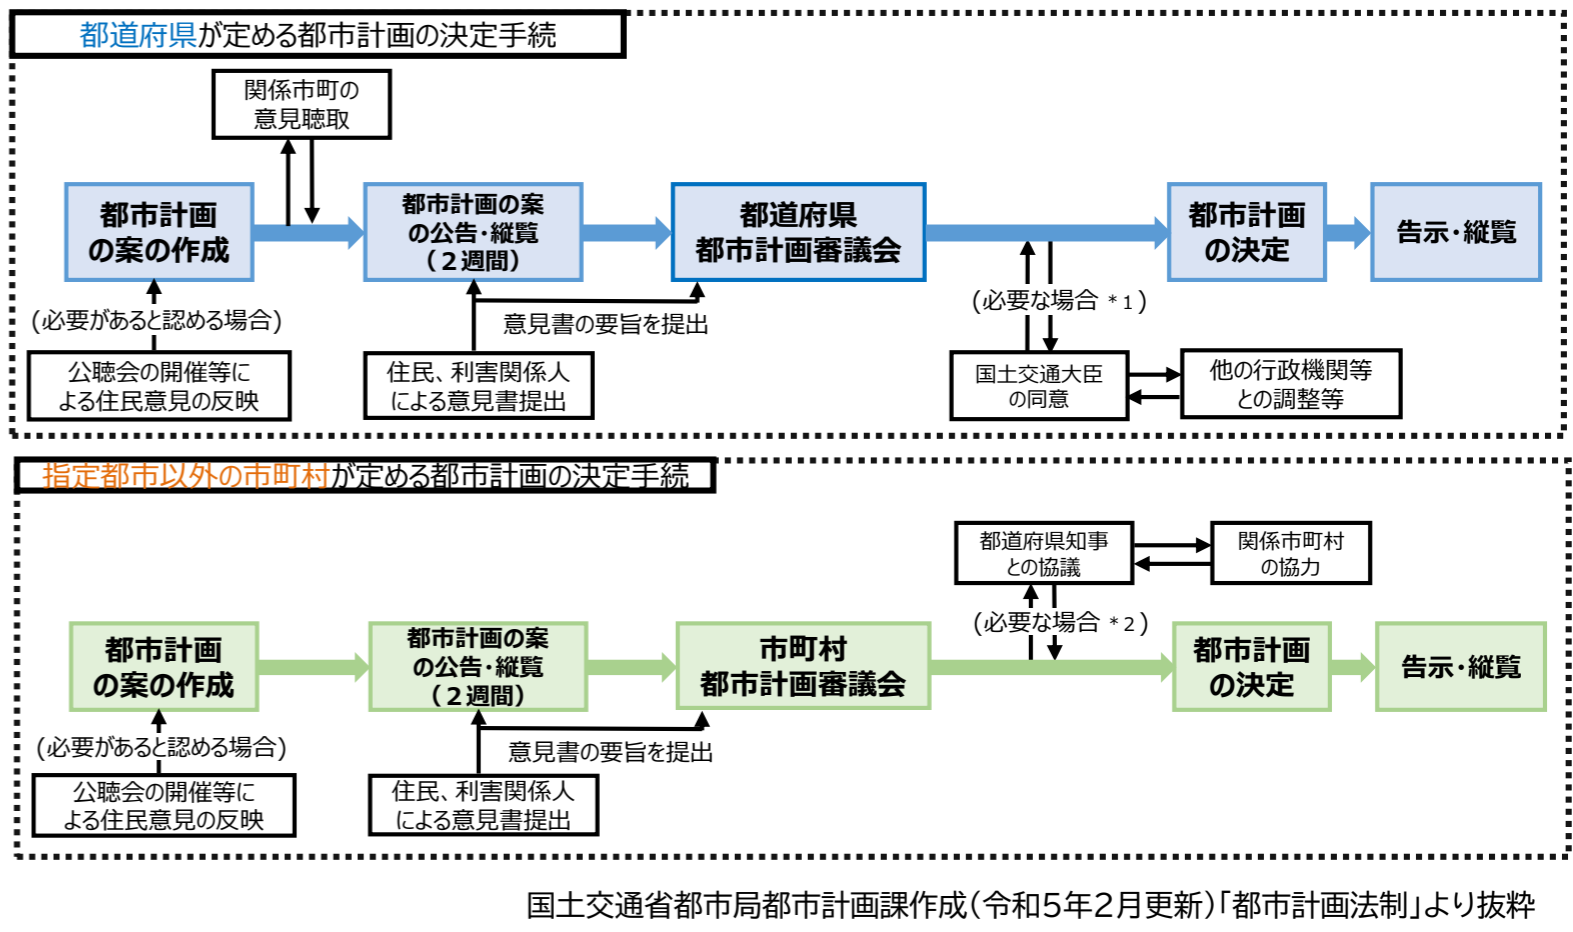 都道府県が定める都市計画の決定手続
関係市町の
意見聴取
都市計画
の案の作成
都市計画の案
の公告・縦覧
（２週間）
都道府県
都市計画審議会
都市計画
の決定
告示・縦覧
(必要があると認める場合)
意見書の要旨を提出
(必要な場合 *1)
公聴会の開催等に
よる住民意見の反映
住民、利害関係人
による意見書提出
国土交通大臣
の同意
他の行政機関等
との調整等
指定都市以外の市町村が定める都市計画の決定手続
都道府県知事
との協議
関係市町村
の協力
(必要な場合 *2)
都市計画
の案の作成
都市計画の案
の公告・縦覧
（２週間）
市町村
都市計画審議会
都市計画
の決定
告示・縦覧
(必要があると認める場合)
意見書の要旨を提出
公聴会の開催等に
よる住民意見の反映
住民、利害関係人
による意見書提出
国土交通省都市局都市計画課作成（令和5年2月更新）「都市計画法制」より抜粋